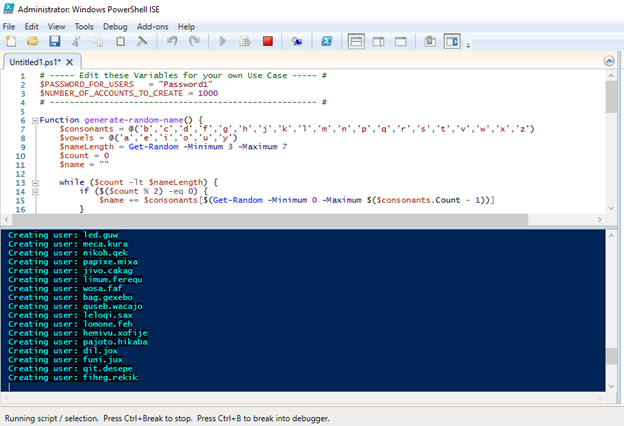 Administrator: Windows PowerShell ISE
File Edit View Tools Debug Add-ons Help
Untitled1.ps1* X
1 # ----- Edit these Variables for your own Use Case ----- #
2 $PASSWORD_FOR_USERS = "Password1"
3 $NUMBER_OF_ACCOUNTS_TO_CREATE = 1000
4 # ------------------------------------------------------ #
5
6 Function generate-random-name() {
7 $consonants = @('b','c','d','f','g','h','j','k','l','m','n','p','q','r','s','t','v','w','x','z')
8 $vowels = @('a','e','i','o','u','y')
9 $nameLength = Get-Random -Minimum 3 -Maximum 7
10 $count = 0
11 $name = ""
12
13 while ($count -lt $nameLength) {
14 if ($($count % 2) -eq 0) {
15 $name += $consonants[$(Get-Random -Minimum 0 -Maximum $($consonants.Count - 1))]
16 }
Creating user: led.guw
Creating user: meca.kura
Creating user: nikoh.qek
Creating user: papixe.mixa
Creating user: jivo.cakag
Creating user: limum.ferequ
Creating user: wosa.faf
Creating user: bag.gexebo
Creating user: quseb.wacajo
Creating user: leloqi.sax
Creating user: lomone.feh
Creating user: hemivu.xofije
Creating user: pajoto.hikaba
Creating user: dil.jox
Creating user: funi.jux
Creating user: qit.desepe
Creating user: fiheg.rekik
Running script / selection. Press Ctrl+Break to stop. Press Ctrl+B to break into debugger.